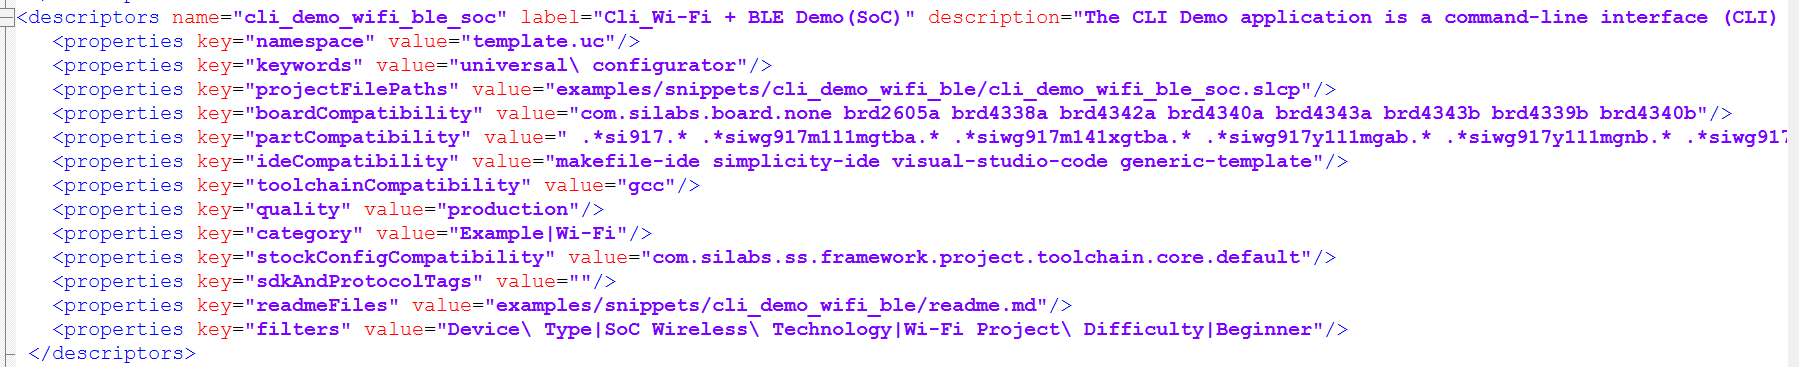 <descriptors name="cli_demo_wifi_ble_soc" label="Cli_Wi-Fi + BLE Demo(SoC)" description="The CLI Demo application is a command-line interface (CLI)
<properties key="namespace" value="template.uc"/>
<properties key="keywords" value="universal\ configurator"/>
<properties key="projectFilePaths" value="examples/snippets/cli_demo_wifi_ble/cli_demo_wifi_ble_soc.slcp"/>
<properties key="boardCompatibility" value="com.silabs.board.none brd2605a brd4338a brd4342a brd4340a brd4343a brd4343b brd4339b brd4340b"/>
<properties key="partCompatibility" value=" .*si917.* .*siwg917m111mgtba.* .*siwg917m141xgtba.* .*siwg917y111mgab.* .*siwg917y111mgnb.* .*siwg917
<properties key="ideCompatibility" value="makefile-ide simplicity-ide visual-studio-code generic-template"/>
<properties key="toolchainCompatibility" value="gcc"/>
<properties key="quality" value="production"/>
<properties key="category" value="Example|Wi-Fi"/>
<properties key="stockConfigCompatibility" value="com.silabs.ss.framework.project.toolchain.core.default"/>
<properties key="sdkAndProtocolTags" value=""/>
<properties key="readmeFiles" value="examples/snippets/cli_demo_wifi_ble/readme.md"/>
<properties key="filters" value="Device\ Type|SoC Wireless\ Technology|Wi-Fi Project\ Difficulty|Beginner"/>
</descriptors>